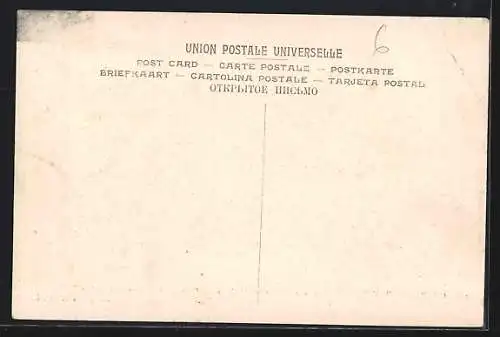 6
UNION POSTALE UNIVERSELLE
POST CARD — CARTE POSTALE — POSTKARTE
BRIEFKAART — CARTOLINA POSTALE — TARJETA POSTAL
ОТКРЫТОЕ ПИСЬМО